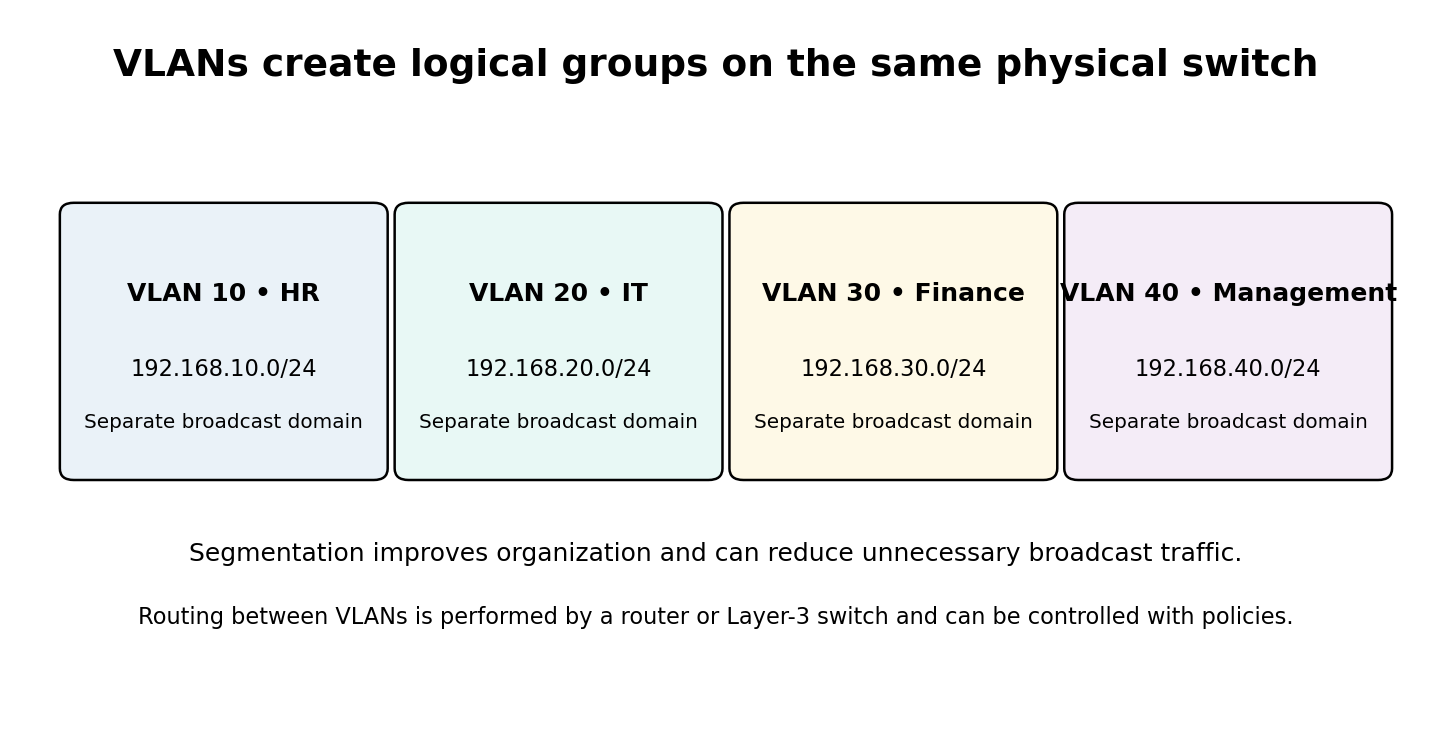 VLANs create logical groups on the same physical switch
VLAN 10 • HR
192.168.10.0/24
Separate broadcast domain
VLAN 20 • IT
192.168.20.0/24
Separate broadcast domain
VLAN 30 • Finance
192.168.30.0/24
Separate broadcast domain
VLAN 40 • Management
192.168.40.0/24
Separate broadcast domain
Segmentation improves organization and can reduce unnecessary broadcast traffic.
Routing between VLANs is performed by a router or Layer-3 switch and can be controlled with policies.